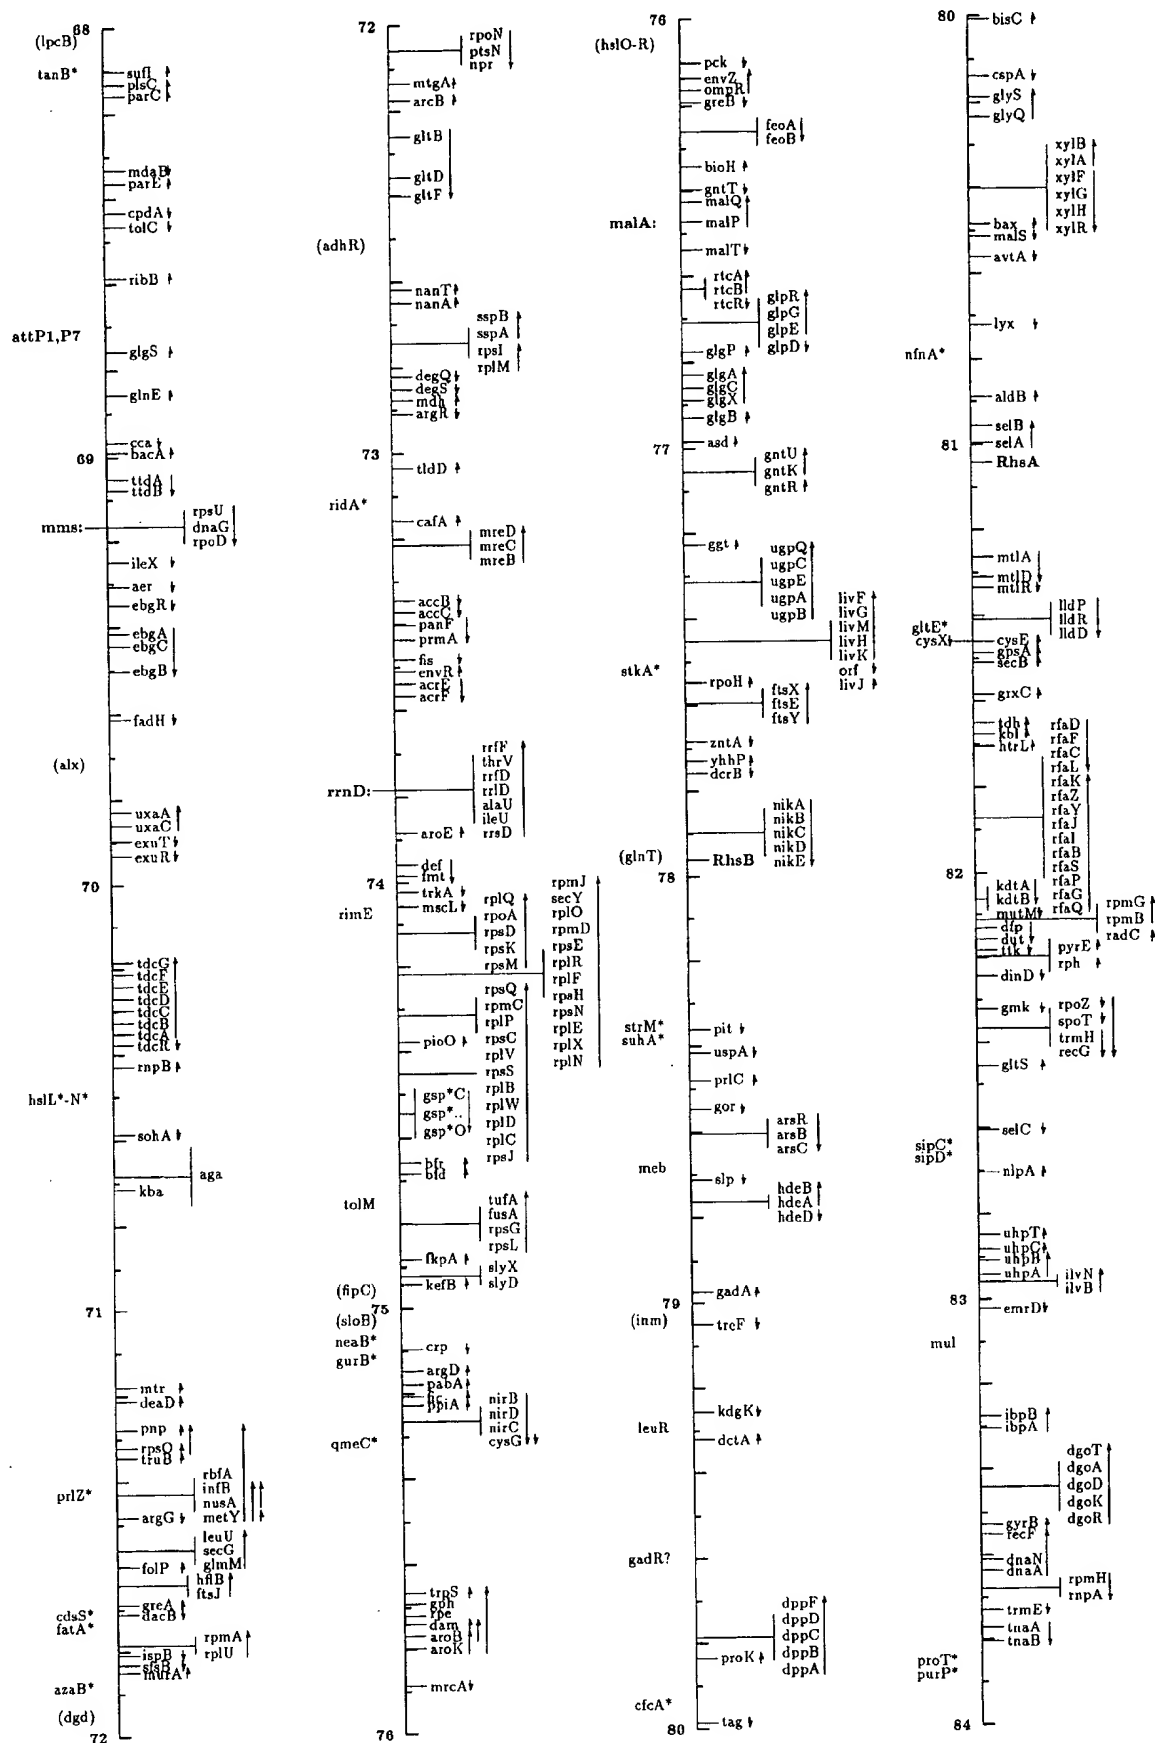 68
(lpcB)
tanB*
sufI
plsC
parC
mdaB
parE
cpdA
tolC
ribB
attP1,P7
glgS
glnE
cca
69
bacA
ttdA
ttdB
rpsU
mms:
dnaG
rpoD
ileX
aer
ebgR
ebgA
ebgC
ebgB
fadH
(alx)
uxaA
uxaC
exuT
exuR
70
tdcG
tdcF
tdcE
tdcD
tdcC
tdcB
tdcA
tdcR
rnpB
hslL*-N*
sohA
aga
kba
71
mtr
deaD
pnp
rpsO
truB
rbfA
prlZ*
infB
nusA
argG
metY
leuU
secG
folP
glmM
hflB
ftsJ
greA
cdsS*
dacB
fatA*
rpmA
ispB
rplU
sfsB
murA
azaB*
(dgd)
72
72
rpoN
ptsN
npr
mtgA
arcB
gltB
gltD
gltF
(adhR)
nanT
nanA
sspB
sspA
rpsI
rplM
degQ
degS
mdh
argR
73
tldD
ridA*
cafA
mreD
mreC
mreB
accB
accC
panF
prmA
fis
envR
acrE
acrF
rrfF
thrV
rrfD
rrnD:
rrlD
alaU
ileU
aroE
rrsD
def
fmt
74
trkA
mscL
rimE
rplQ
rpoA
rpsD
rpsK
rpsM
rpmJ
secY
rplO
rpmD
rpsE
rplR
rplF
rpsH
rpsN
rplE
rplX
rplN
rpsQ
rpmC
rplP
pioO
rpsC
rplV
rpsS
rplB
rplW
rplD
rplC
rpsJ
gsp*C
gsp*..
gsp*O
bfr
bfd
tolM
tufA
fusA
rpsG
rpsL
fkpA
slyX
(fipC)
kefB
slyD
75
(sloB)
neaB*
crp
gurB*
argD
pabA
fic
ppiA
nirB
nirD
nirC
qmeC*
cysG
trpS
gph
rpe
dam
aroB
aroK
mrcA
76
76
(hslO-R)
pck
envZ
ompR
greB
feoA
feoB
bioH
gntT
malQ
malA:
malP
malT
rtcA
rtcB
rtcR
glpR
glpG
glpE
glpD
glgP
glgA
glgC
glgX
glgB
77
asd
gntU
gntK
gntR
ggt
ugpQ
ugpC
ugpE
ugpA
ugpB
livF
livG
livM
livH
livK
orf
livJ
stkA*
rpoH
ftsX
ftsE
ftsY
zntA
yhhP
dcrB
nikA
nikB
nikC
nikD
nikE
(glnT)
RhsB
78
strM*
pit
suhA*
uspA
prlC
gor
arsR
arsB
arsC
meb
slp
hdeB
hdeA
hdeD
gadA
79
(inm)
trcF
kdgK
leuR
dctA
gadR?
dppF
dppD
dppC
dppB
dppA
proK
cfcA*
80
tag
80
bisC
cspA
glyS
glyQ
xylB
xylA
xylF
xylG
xylH
xylR
bax
malS
avtA
lyx
nfnA*
aldB
selB
81
selA
RhsA
mtlA
mtlD
mtlR
lldP
lldR
lldD
gltE*
cysX
cysE
gpsA
secB
grxC
tdh
kbl
htrL
rfaD
rfaF
rfaC
rfaL
rfaK
rfaZ
rfaY
rfaJ
rfaI
rfaB
rfaS
rfaP
rfaG
rfaQ
82
kdtA
kdtB
mutM
rpmG
rpmB
radC
dfp
dut
ttk
pyrE
rph
dinD
gmk
rpoZ
spoT
trmH
recG
gltS
selC
sipC*
sipD*
nlpA
uhpT
uhpC
uhpB
uhpA
ilvN
ilvB
83
emrD
mul
ibpB
ibpA
dgoT
dgoA
dgoD
dgoK
dgoR
gyrB
recF
dnaN
dnaA
rpmH
rnpA
trmE
tnaA
tnaB
proT*
purP*
84